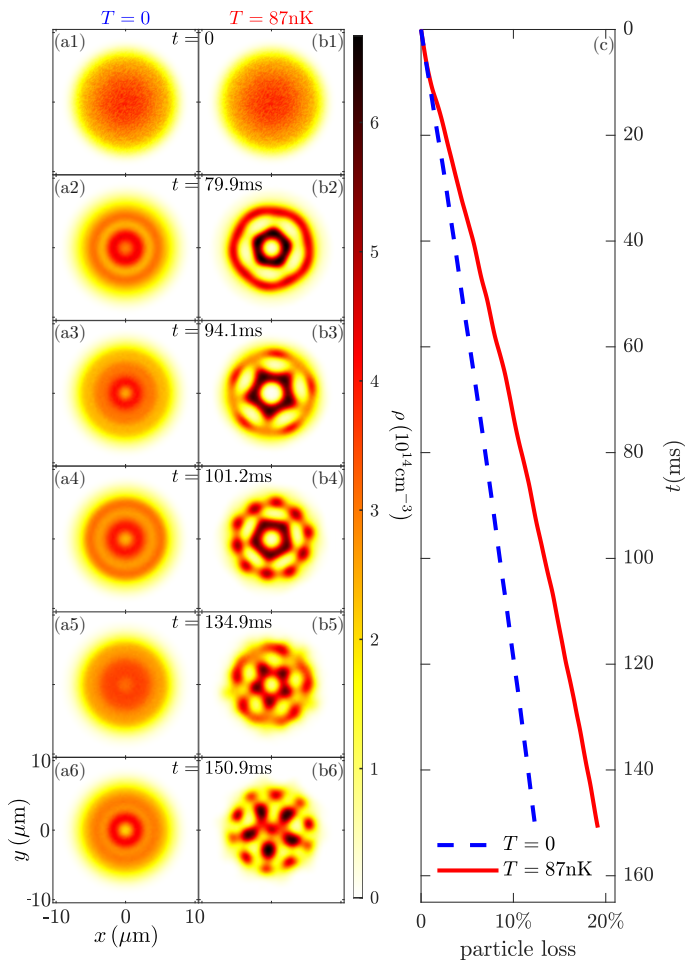 T = 0
T = 87nK
(a1)
t = 0
(b1)
(c)
0
6
20
(a2)
t = 79.9ms
(b2)
5
40
(a3)
t = 94.1ms
(b3)
60
4
ρ (10¹⁴cm⁻³)
80
t(ms)
(a4)
t = 101.2ms
(b4)
3
100
(a5)
t = 134.9ms
(b5)
2
120
10
(a6)
t = 150.9ms
(b6)
1
140
y (μm)
0
T = 0
T = 87nK
-10
0
160
-10
0
10
x (μm)
0
10%
20%
particle loss